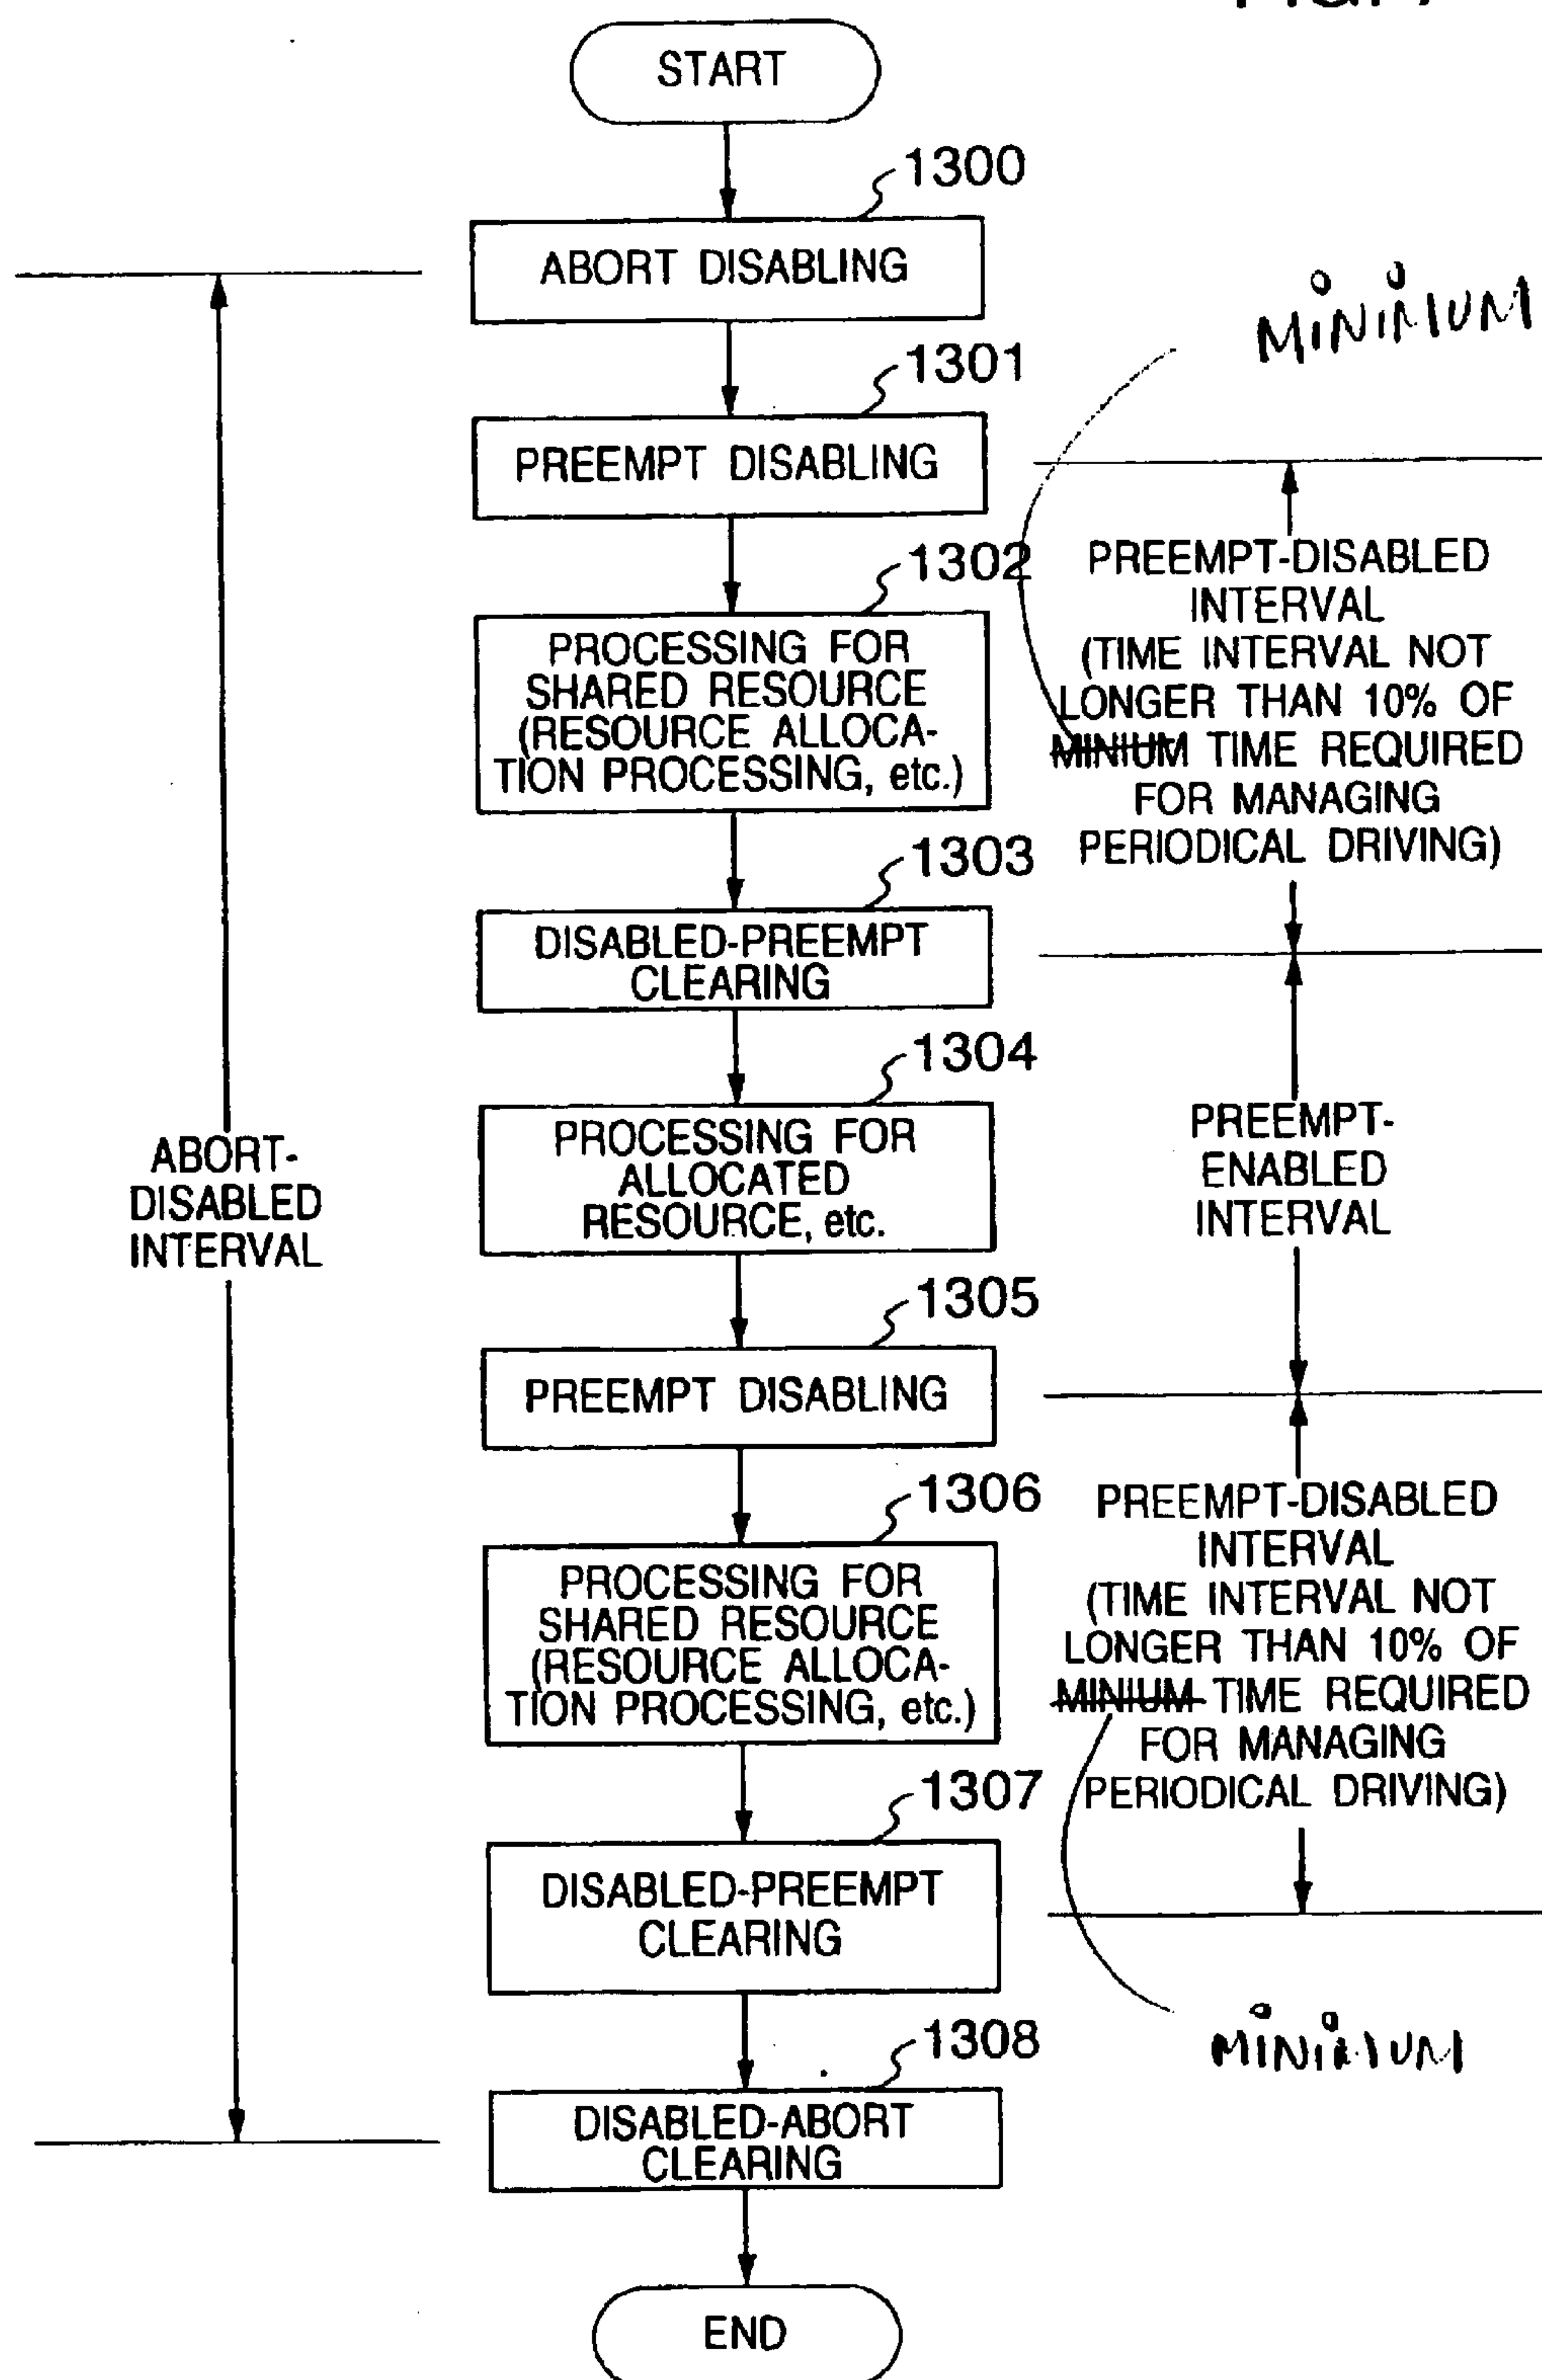 START
1300
ABORT DISABLING
MINIMUM
1301
PREEMPT DISABLING
1302
PROCESSING FOR
SHARED RESOURCE
(RESOURCE ALLOCA-
TION PROCESSING, etc.)
PREEMPT-DISABLED
INTERVAL
(TIME INTERVAL NOT
LONGER THAN 10% OF
MINIUM TIME REQUIRED
FOR MANAGING
PERIODICAL DRIVING)
1303
DISABLED-PREEMPT
CLEARING
1304
PROCESSING FOR
ALLOCATED
RESOURCE, etc.
ABORT-
DISABLED
INTERVAL
PREEMPT-
ENABLED
INTERVAL
1305
PREEMPT DISABLING
1306
PROCESSING FOR
SHARED RESOURCE
(RESOURCE ALLOCA-
TION PROCESSING, etc.)
PREEMPT-DISABLED
INTERVAL
(TIME INTERVAL NOT
LONGER THAN 10% OF
MINIUM TIME REQUIRED
FOR MANAGING
PERIODICAL DRIVING)
1307
DISABLED-PREEMPT
CLEARING
MINIMUM
1308
DISABLED-ABORT
CLEARING
END